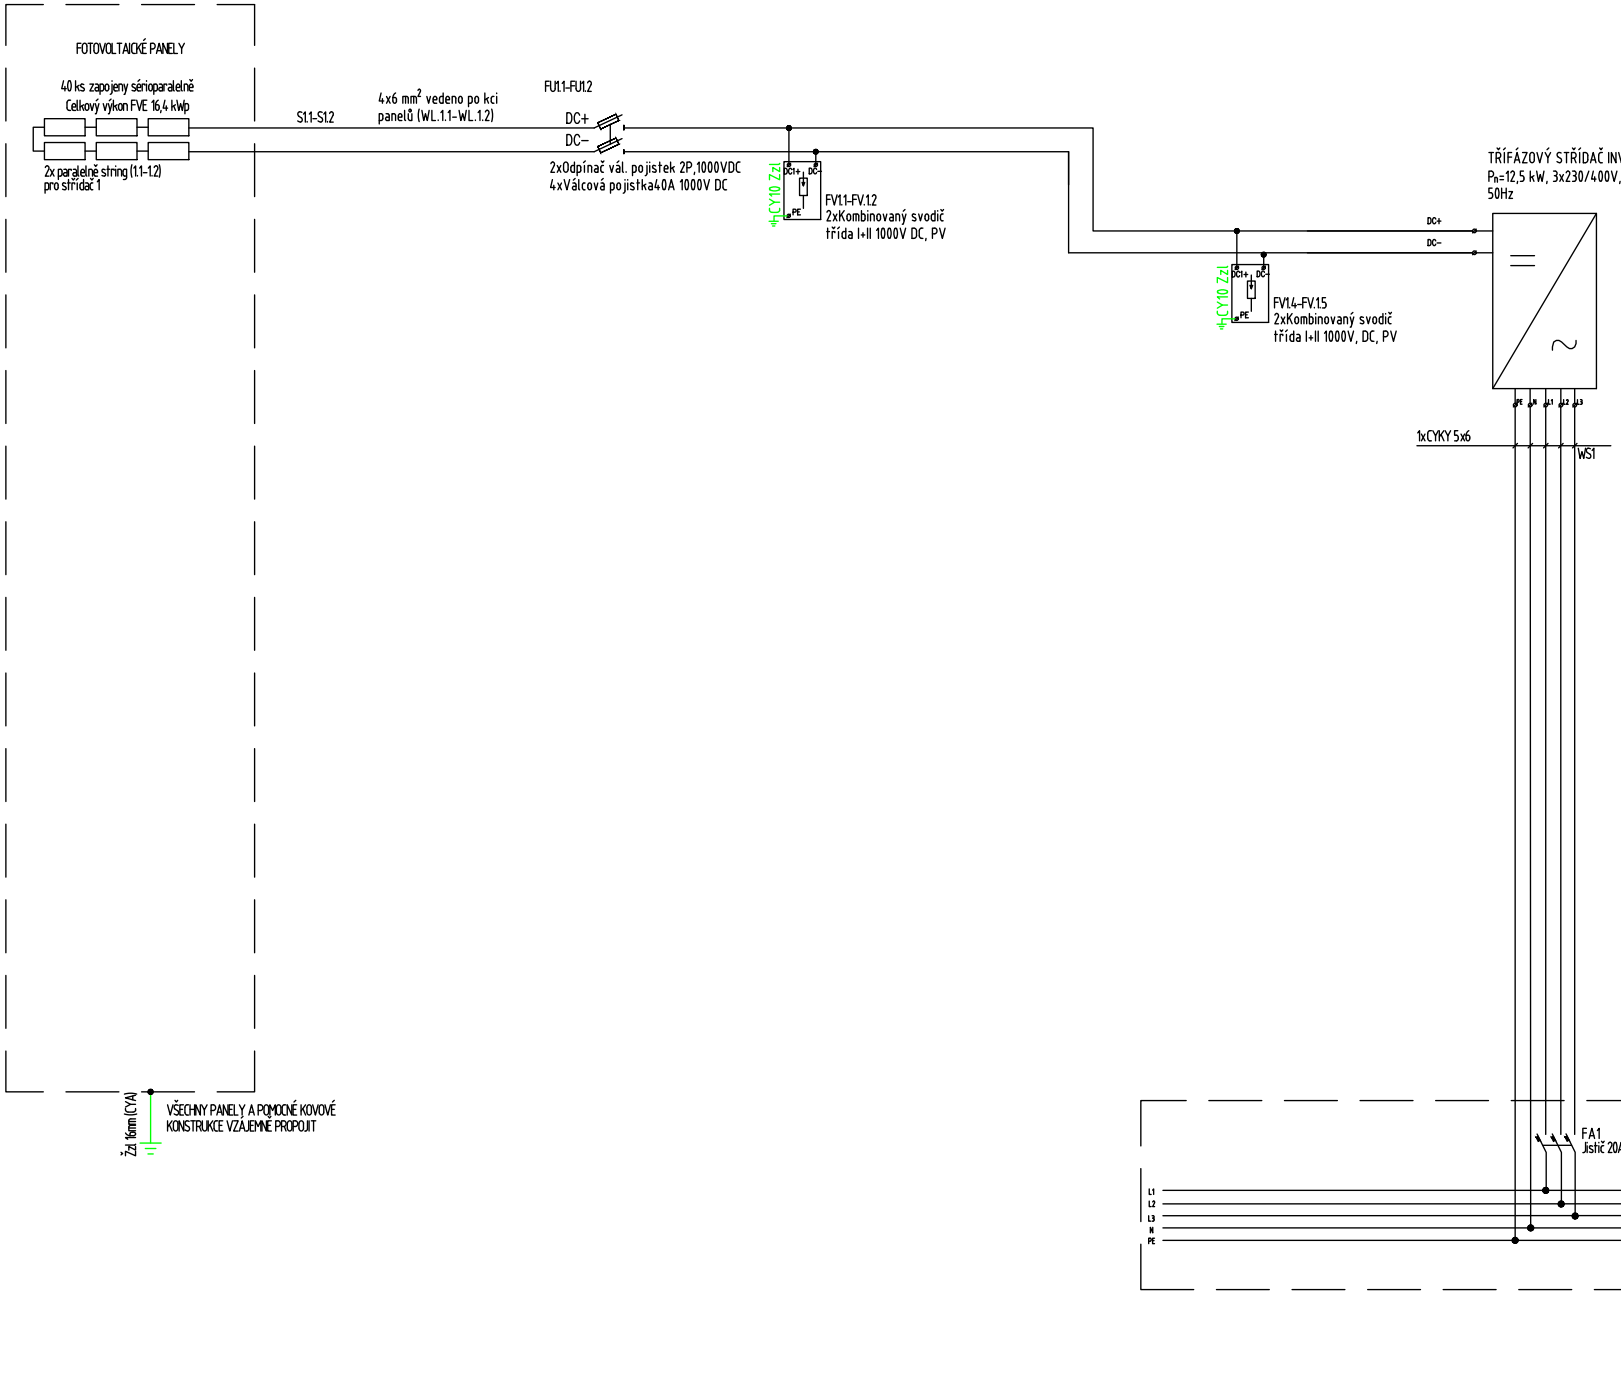 FOTOVOLTAICKÉ PANELY
40 ks zapojeny sérioparalelně
Celkový výkon FVE 16,4 kWp
2x paralelně string (1.1-1.2)
pro střídač 1
S1.1-S1.2
4x6 mm² vedeno po kci
panelů (WL.1.1-WL.1.2)
FU1.1-FU1.2
DC+
DC-
2xOdpínač vál. pojistek 2P,1000VDC
4xVálcová pojistka40A 1000V DC
CY10 Zzl
DC1+ DC-
PE
FV1.1-FV.1.2
2xKombinovaný svodič
třída I+II 1000V DC, PV
CY10 Zzl
DC1+ DC-
PE
FV1.4-FV.1.5
2xKombinovaný svodič
třída I+II 1000V, DC, PV
TŘÍFÁZOVÝ STŘÍDAČ INV
Pn=12,5 kW, 3x230/400V,
50Hz
DC+
DC-
PE N L1 L2 L3
1xCYKY 5x6
WS1
Žzl 16mm (CYA)
VŠECHNY PANELY A POMOCNÉ KOVOVÉ
KONSTRUKCE VZÁJEMNĚ PROPOJIT
FA1
Jistič 20A
L1
L2
L3
N
PE